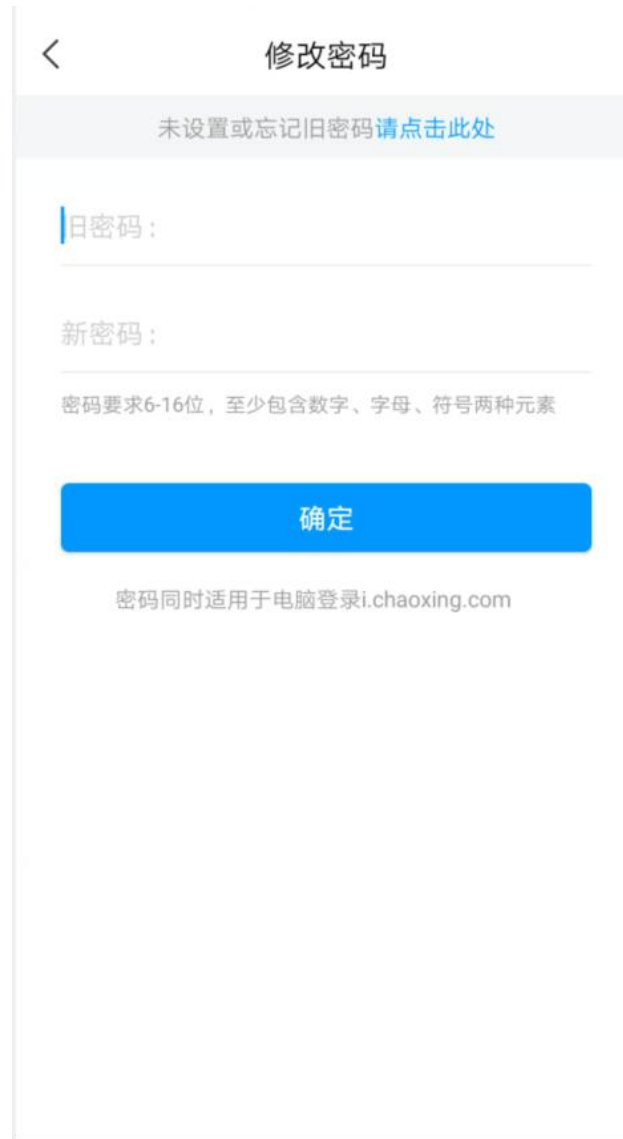 修改密码
未设置或忘记旧密码请点击此处
旧密码：
新密码：
密码要求6-16位，至少包含数字、字母、符号两种元素
确定
密码同时适用于电脑登录i.chaoxing.com